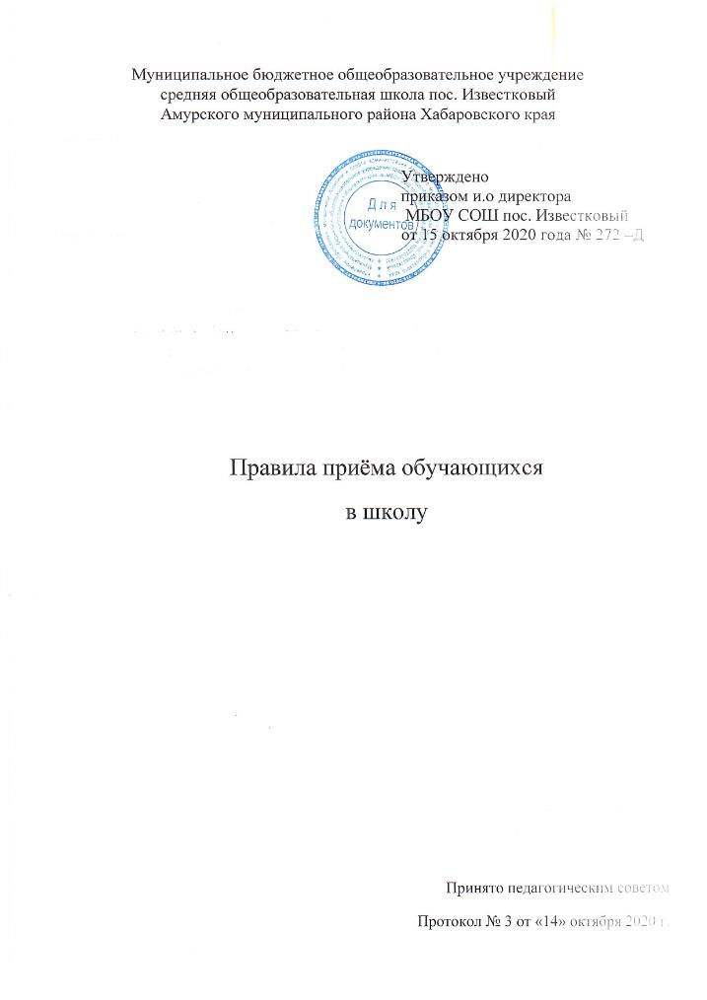 Муниципальное бюджетное общеобразовательное учреждение
средняя общеобразовательная школа пос. Известковый
Амурского муниципального района Хабаровского края
Утверждено
приказом и.о директора
МБОУ СОШ пос. Известковый
от 15 октября 2020 года № 272 –Д
Для
документов
Правила приёма обучающихся
в школу
Принято педагогическим советом
Протокол № 3 от «14» октября 2020 г.